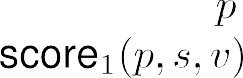 p
score₁(p, s, v)